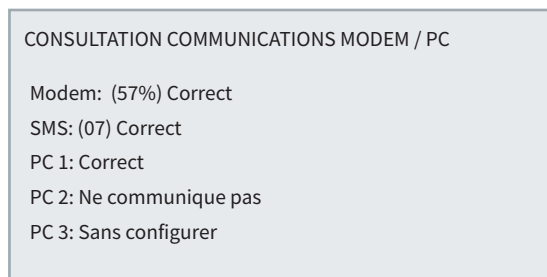 CONSULTATION COMMUNICATIONS MODEM / PC
Modem: (57%) Correct
SMS: (07) Correct
PC 1: Correct
PC 2: Ne communique pas
PC 3: Sans configurer